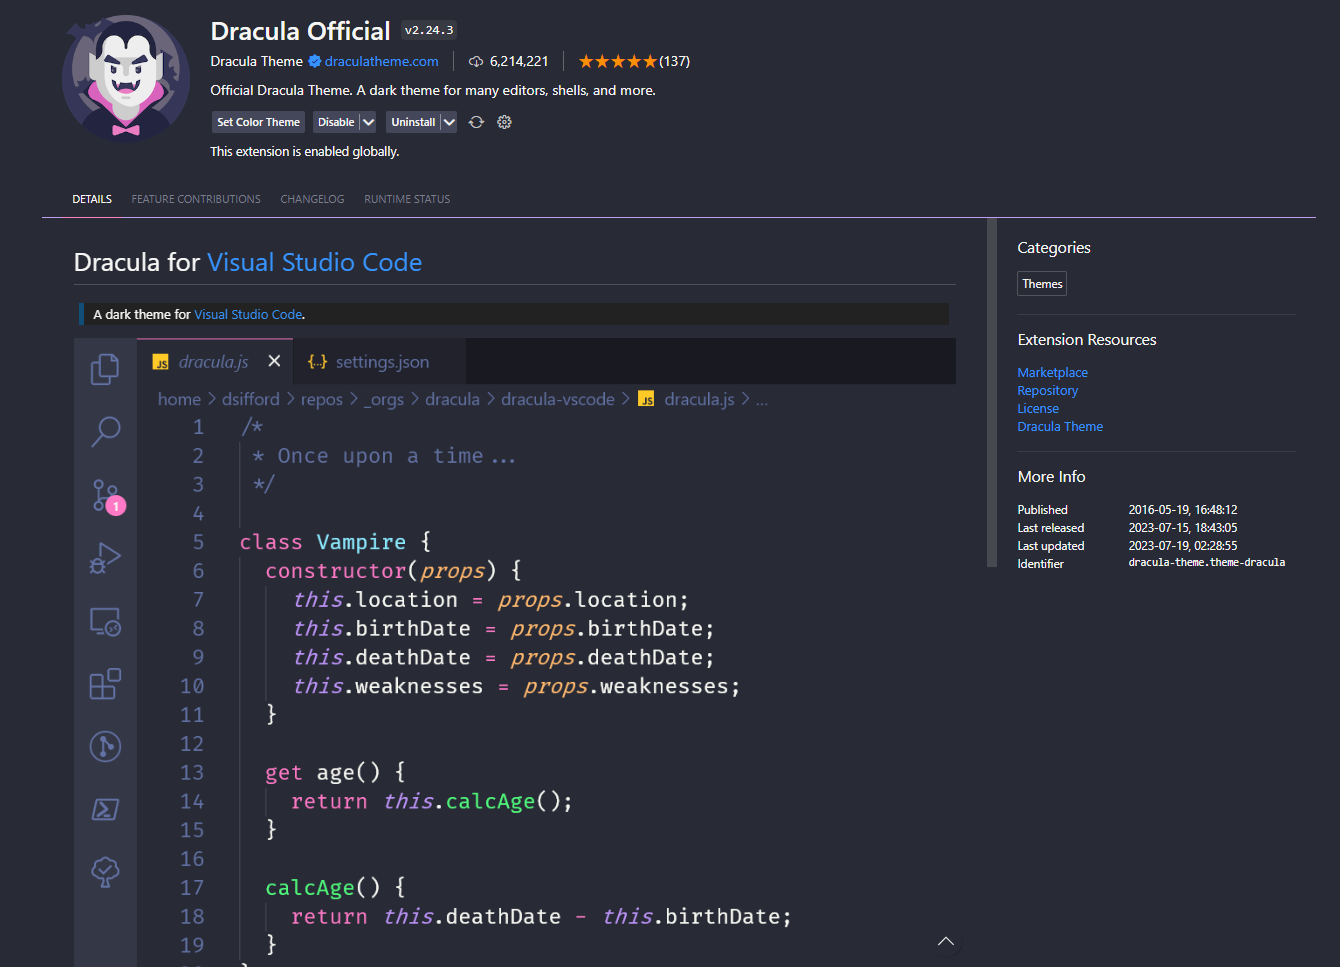 Dracula Official v2.24.3
Dracula Theme draculatheme.com 6,214,221 (137)
Official Dracula Theme. A dark theme for many editors, shells, and more.
Set Color Theme Disable Uninstall
This extension is enabled globally.
DETAILS FEATURE CONTRIBUTIONS CHANGELOG RUNTIME STATUS
Dracula for Visual Studio Code
A dark theme for Visual Studio Code.
JS dracula.js × {..} settings.json
home > dsifford > repos > _orgs > dracula > dracula-vscode > JS dracula.js > ...
1 /*
2 * Once upon a time...
3 */
4
5 class Vampire {
6 constructor(props) {
7 this.location = props.location;
8 this.birthDate = props.birthDate;
9 this.deathDate = props.deathDate;
10 this.weaknesses = props.weaknesses;
11 }
12
13 get age() {
14 return this.calcAge();
15 }
16
17 calcAge() {
18 return this.deathDate - this.birthDate;
19 }
1
Categories
Themes
Extension Resources
Marketplace
Repository
License
Dracula Theme
More Info
Published 2016-05-19, 16:48:12
Last released 2023-07-15, 18:43:05
Last updated 2023-07-19, 02:28:55
Identifier dracula-theme.theme-dracula